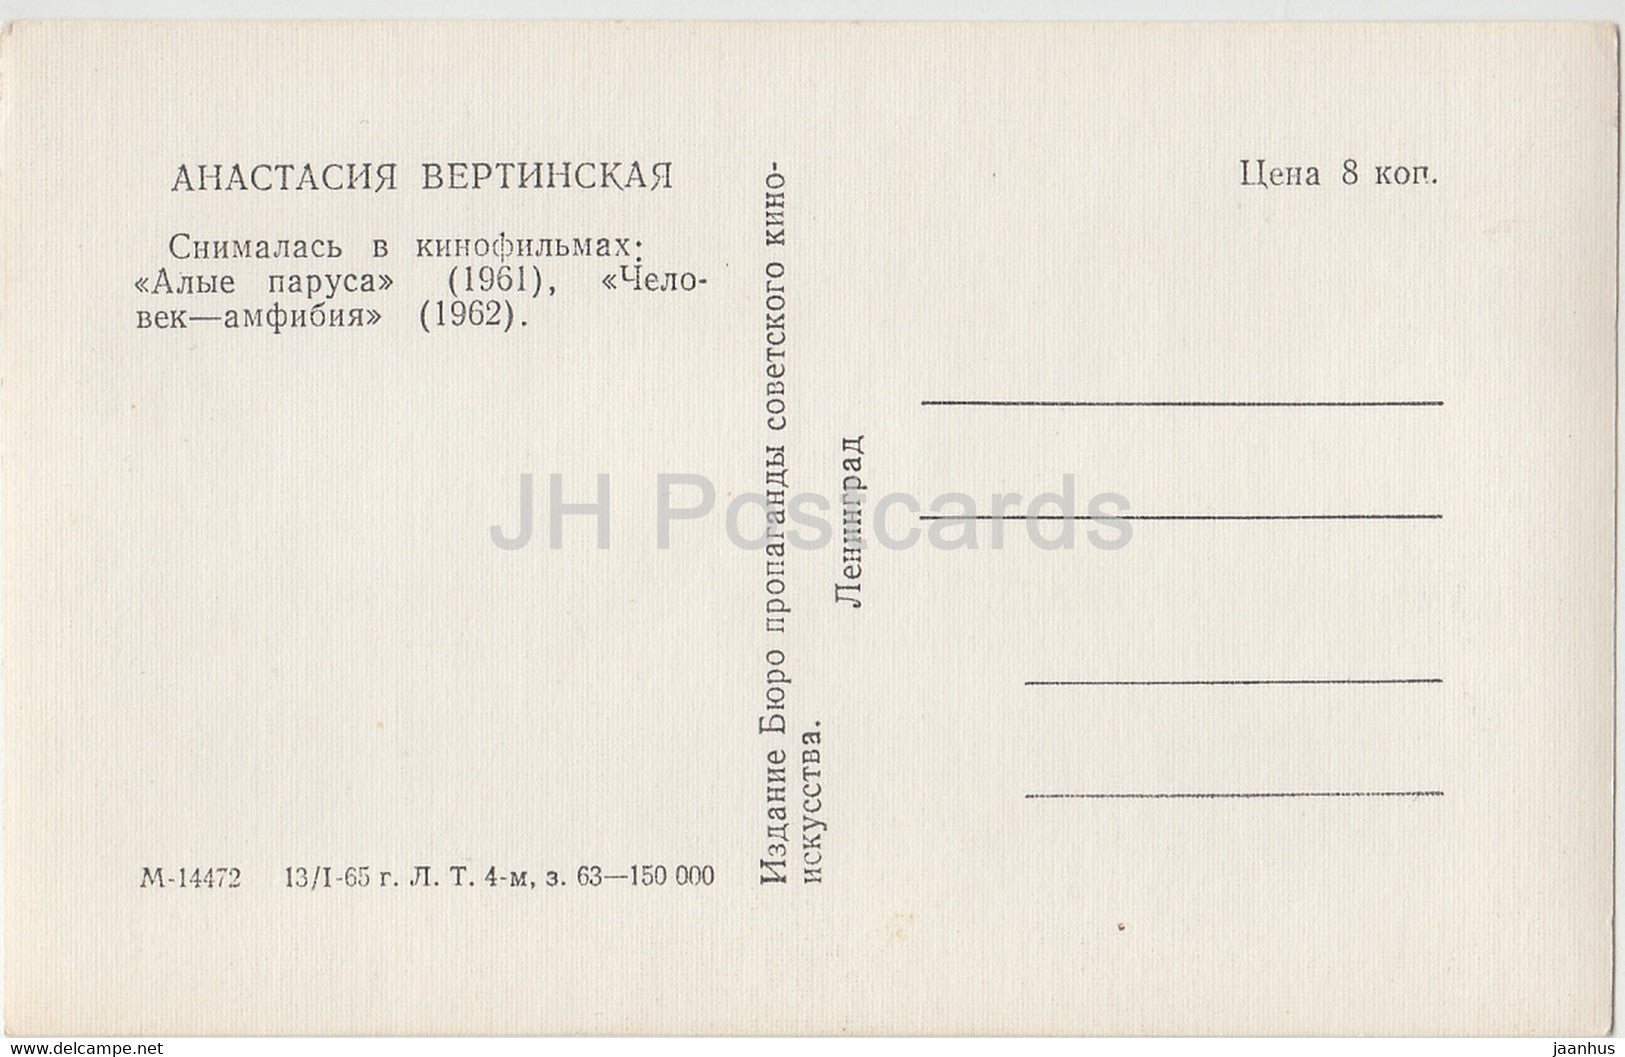 АНАСТАСИЯ ВЕРТИНСКАЯ
Снималась в кинофильмах:
«Алые паруса» (1961), «Чело-
век—амфибия» (1962).
М-14472 13/I-65 г. Л. Т. 4-м, з. 63—150 000
Издание Бюро пропаганды советского кино-
искусства.
Ленинград
Цена 8 коп.
JH Postcards
www.delcampe.net
jaanhus